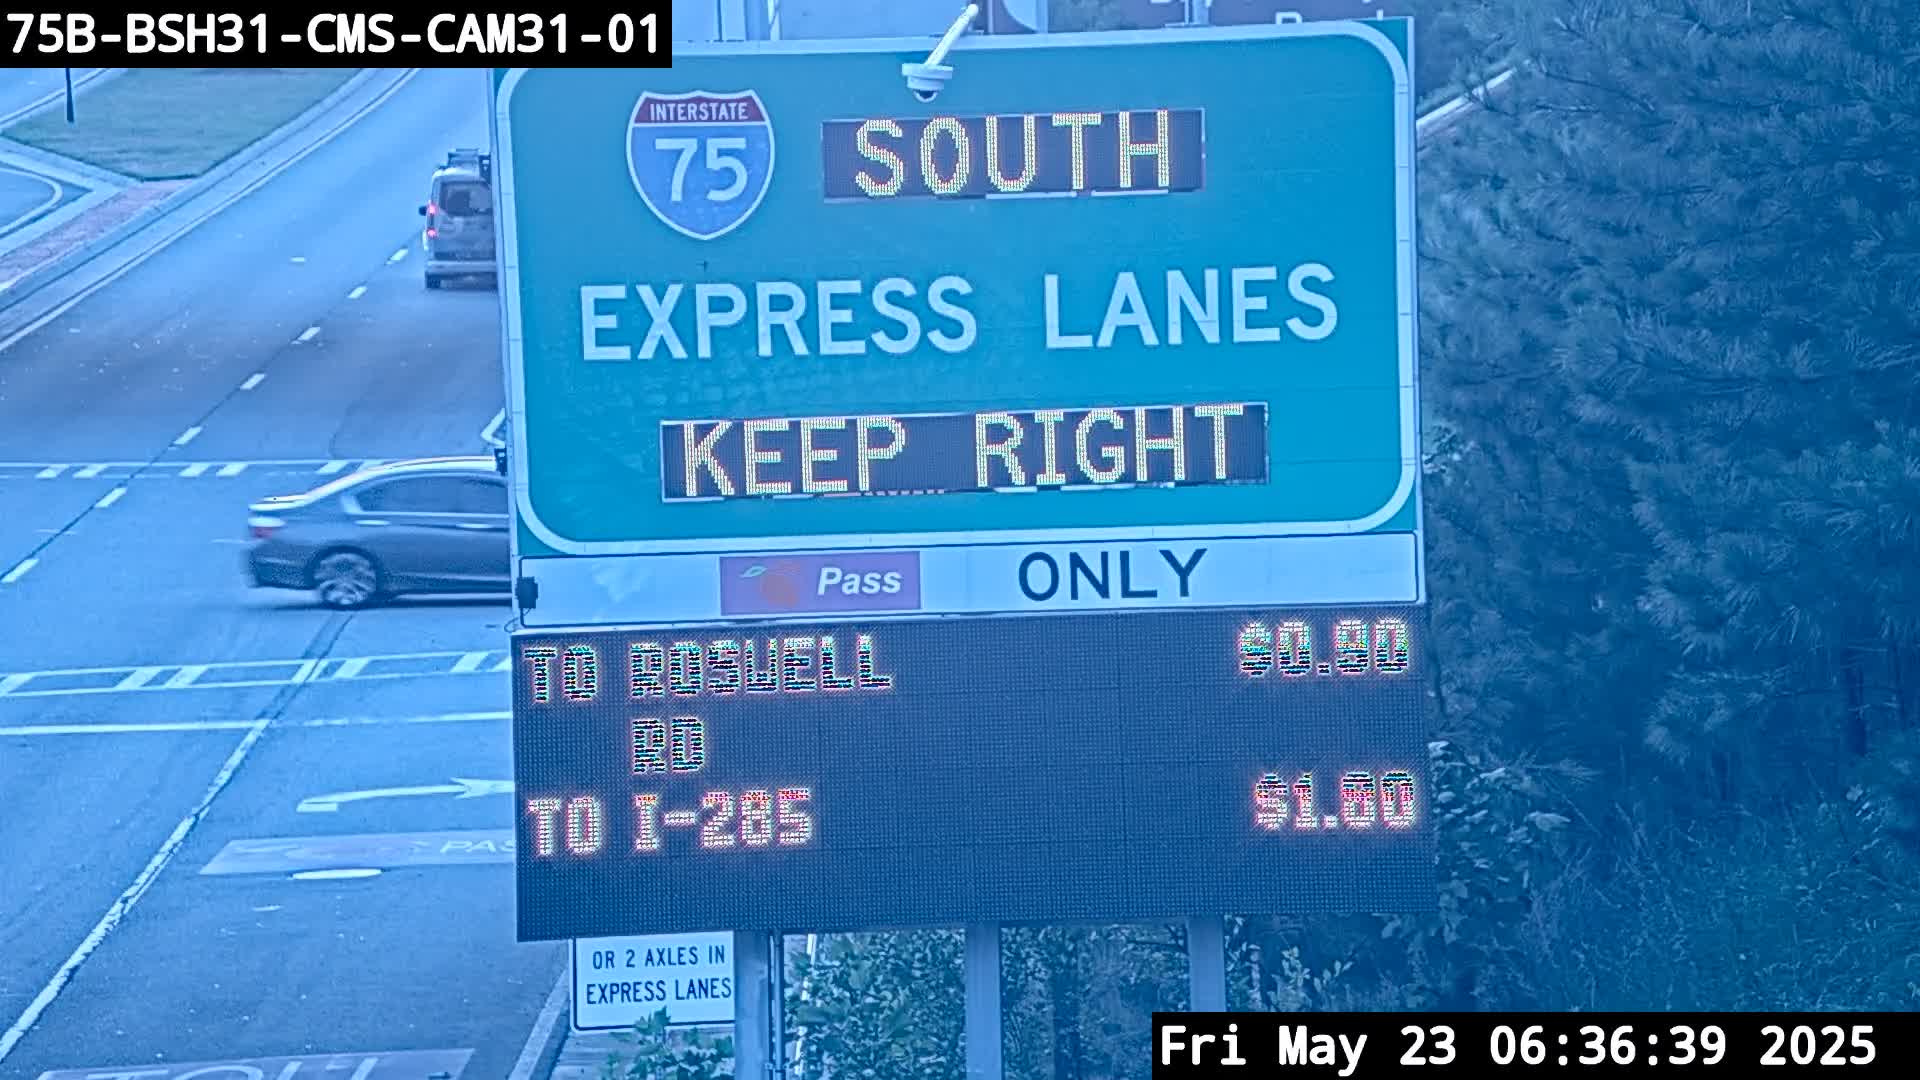 75B-BSH31-CMS-CAM31-01
INTERSTATE
75
SOUTH
EXPRESS LANES
KEEP RIGHT
Pass ONLY
TO ROSWELL $0.90
RD
TO I-285 $1.80
OR 2 AXLES IN
EXPRESS LANES
Fri May 23 06:36:39 2025